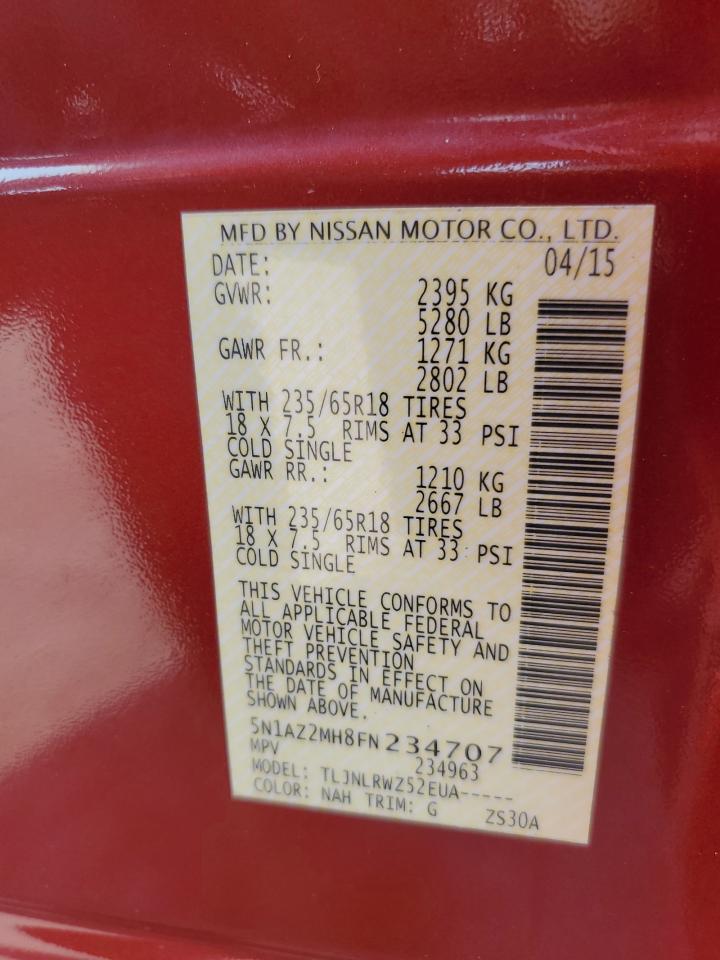 MFD BY NISSAN MOTOR CO., LTD.
DATE: 04/15
GVWR: 2395 KG
5280 LB
GAWR FR.: 1271 KG
2802 LB
WITH 235/65R18 TIRES
18 X 7.5 RIMS AT 33 PSI
COLD SINGLE
GAWR RR.: 1210 KG
2667 LB
WITH 235/65R18 TIRES
18 X 7.5 RIMS AT 33 PSI
COLD SINGLE
THIS VEHICLE CONFORMS TO
ALL APPLICABLE FEDERAL
MOTOR VEHICLE SAFETY AND
THEFT PREVENTION
STANDARDS IN EFFECT ON
THE DATE OF MANUFACTURE
SHOWN ABOVE.
5N1AZ2MH8FN234707
MPV 234963
MODEL: TLJNLRWZ52EUA-----
COLOR: NAH TRIM: G ZS30A